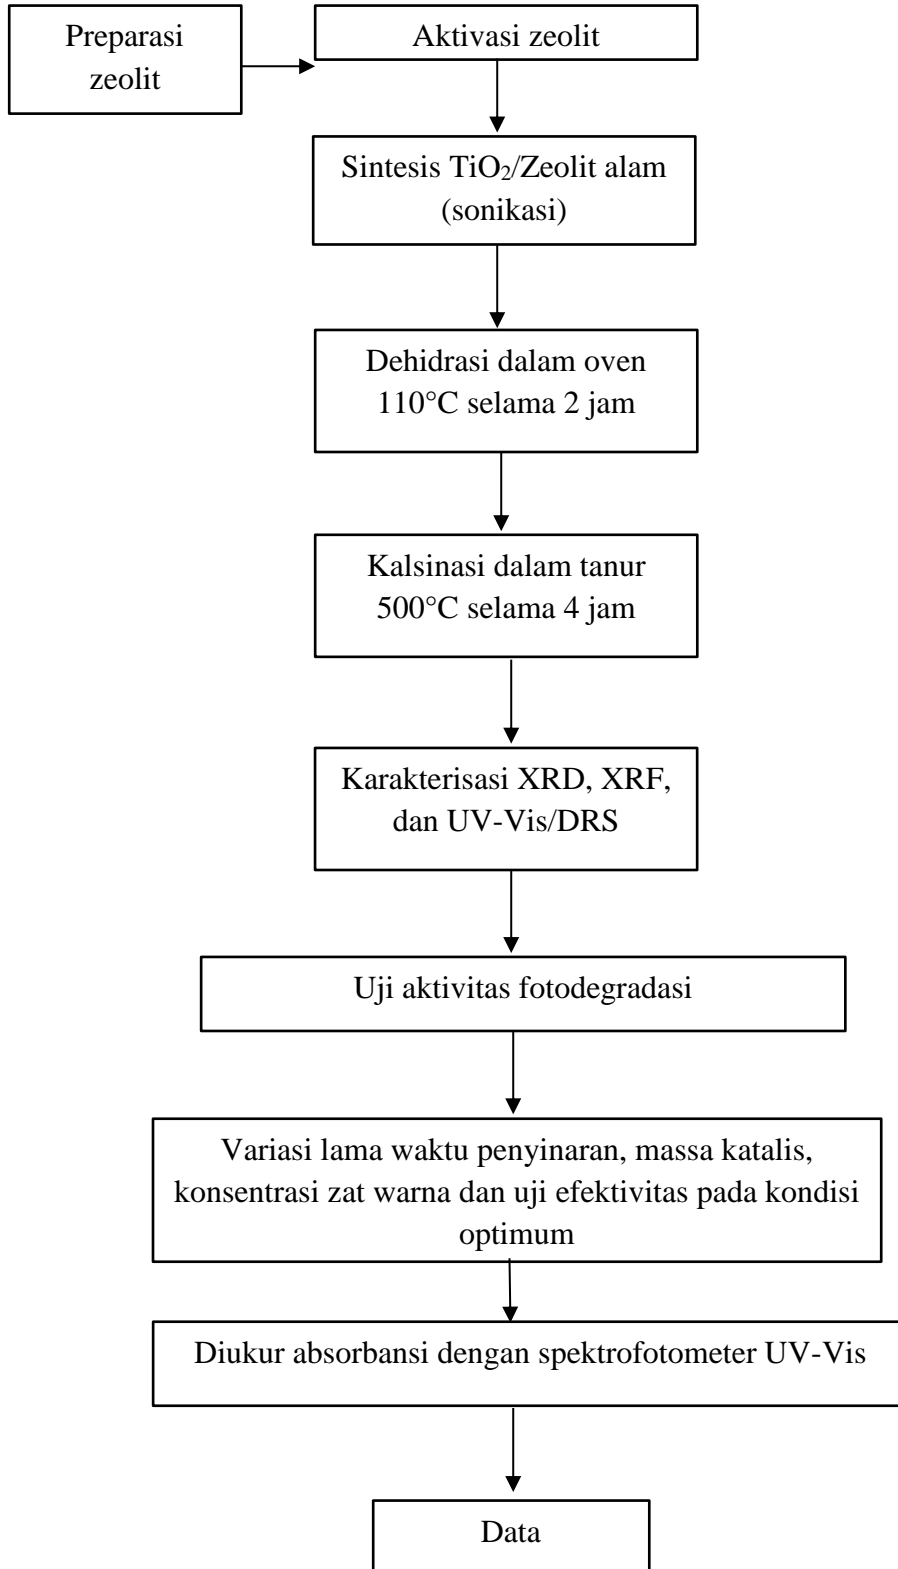 Preparasi
zeolit
Aktivasi zeolit
Sintesis TiO₂/Zeolit alam
(sonikasi)
Dehidrasi dalam oven
110°C selama 2 jam
Kalsinasi dalam tanur
500°C selama 4 jam
Karakterisasi XRD, XRF,
dan UV-Vis/DRS
Uji aktivitas fotodegradasi
Variasi lama waktu penyinaran, massa katalis,
konsentrasi zat warna dan uji efektivitas pada kondisi
optimum
Diukur absorbansi dengan spektrofotometer UV-Vis
Data